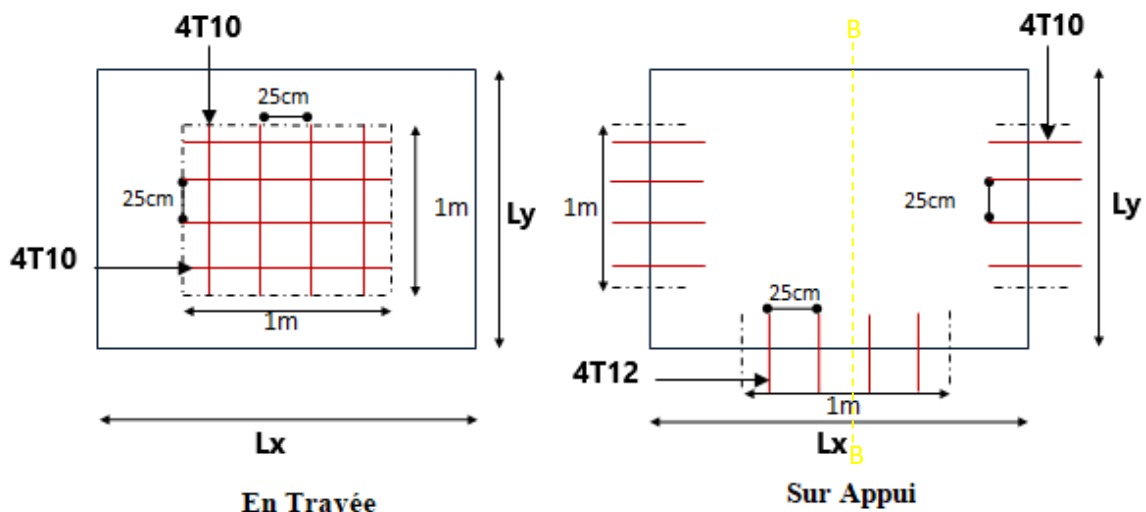 4T10
25cm
25cm
1m
Ly
4T10
1m
Lx
En Travée
B
4T10
1m
25cm
Ly
25cm
4T12
1m
Lx
B
Sur Appui